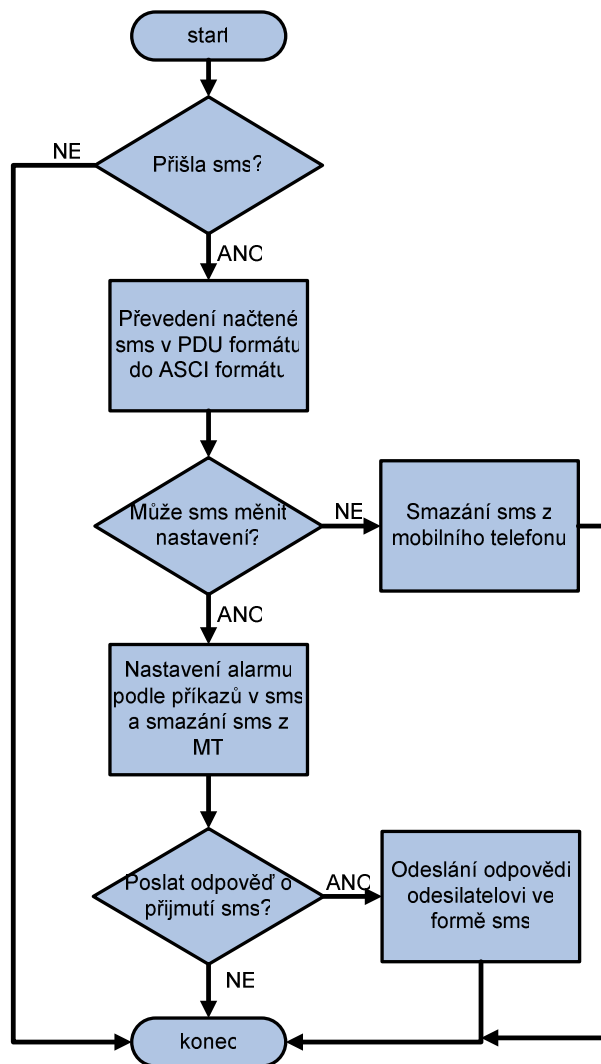 start
Přišla sms?
NE
ANO
Převedení načtené
sms v PDU formátu
do ASCI formátu
Může sms měnit
nastavení?
NE
Smazání sms z
mobilního telefonu
ANO
Nastavení alarmu
podle příkazů v sms
a smazání sms z
MT
Poslat odpověď o
přijmutí sms?
ANO
Odeslání odpovědi
odesilatelovi ve
formě sms
NE
konec